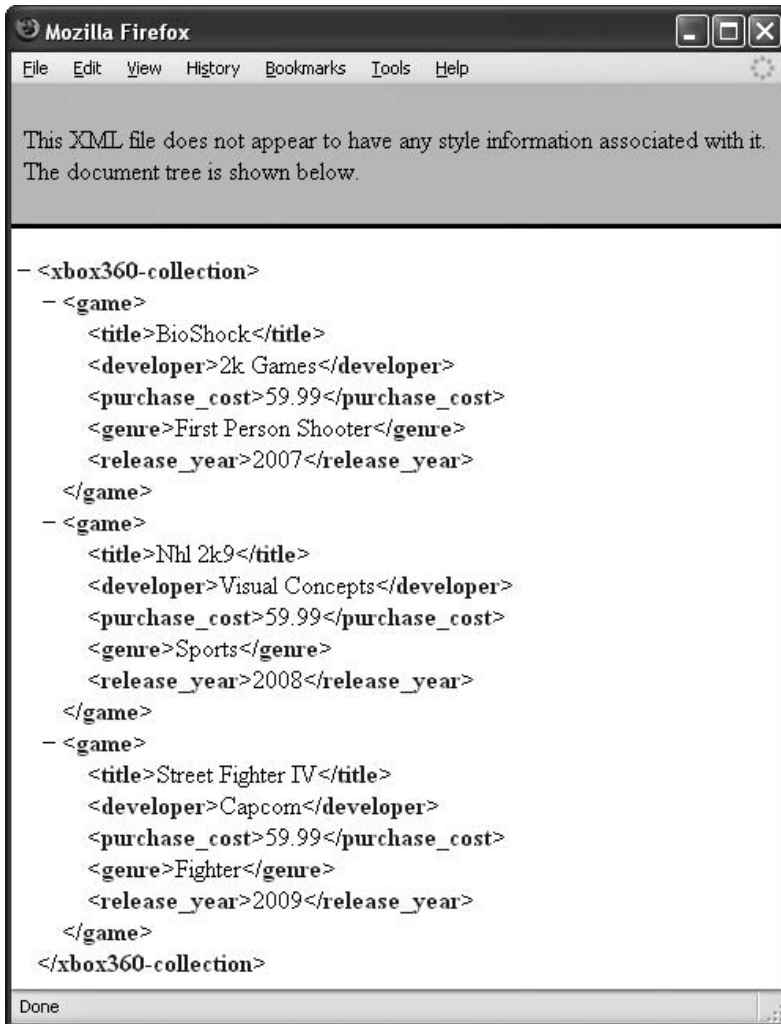 Mozilla Firefox
File Edit View History Bookmarks Tools Help
This XML file does not appear to have any style information associated with it.
The document tree is shown below.
– <xbox360-collection>
– <game>
<title>BioShock</title>
<developer>2k Games</developer>
<purchase_cost>59.99</purchase_cost>
<genre>First Person Shooter</genre>
<release_year>2007</release_year>
</game>
– <game>
<title>Nhl 2k9</title>
<developer>Visual Concepts</developer>
<purchase_cost>59.99</purchase_cost>
<genre>Sports</genre>
<release_year>2008</release_year>
</game>
– <game>
<title>Street Fighter IV</title>
<developer>Capcom</developer>
<purchase_cost>59.99</purchase_cost>
<genre>Fighter</genre>
<release_year>2009</release_year>
</game>
</xbox360-collection>
Done